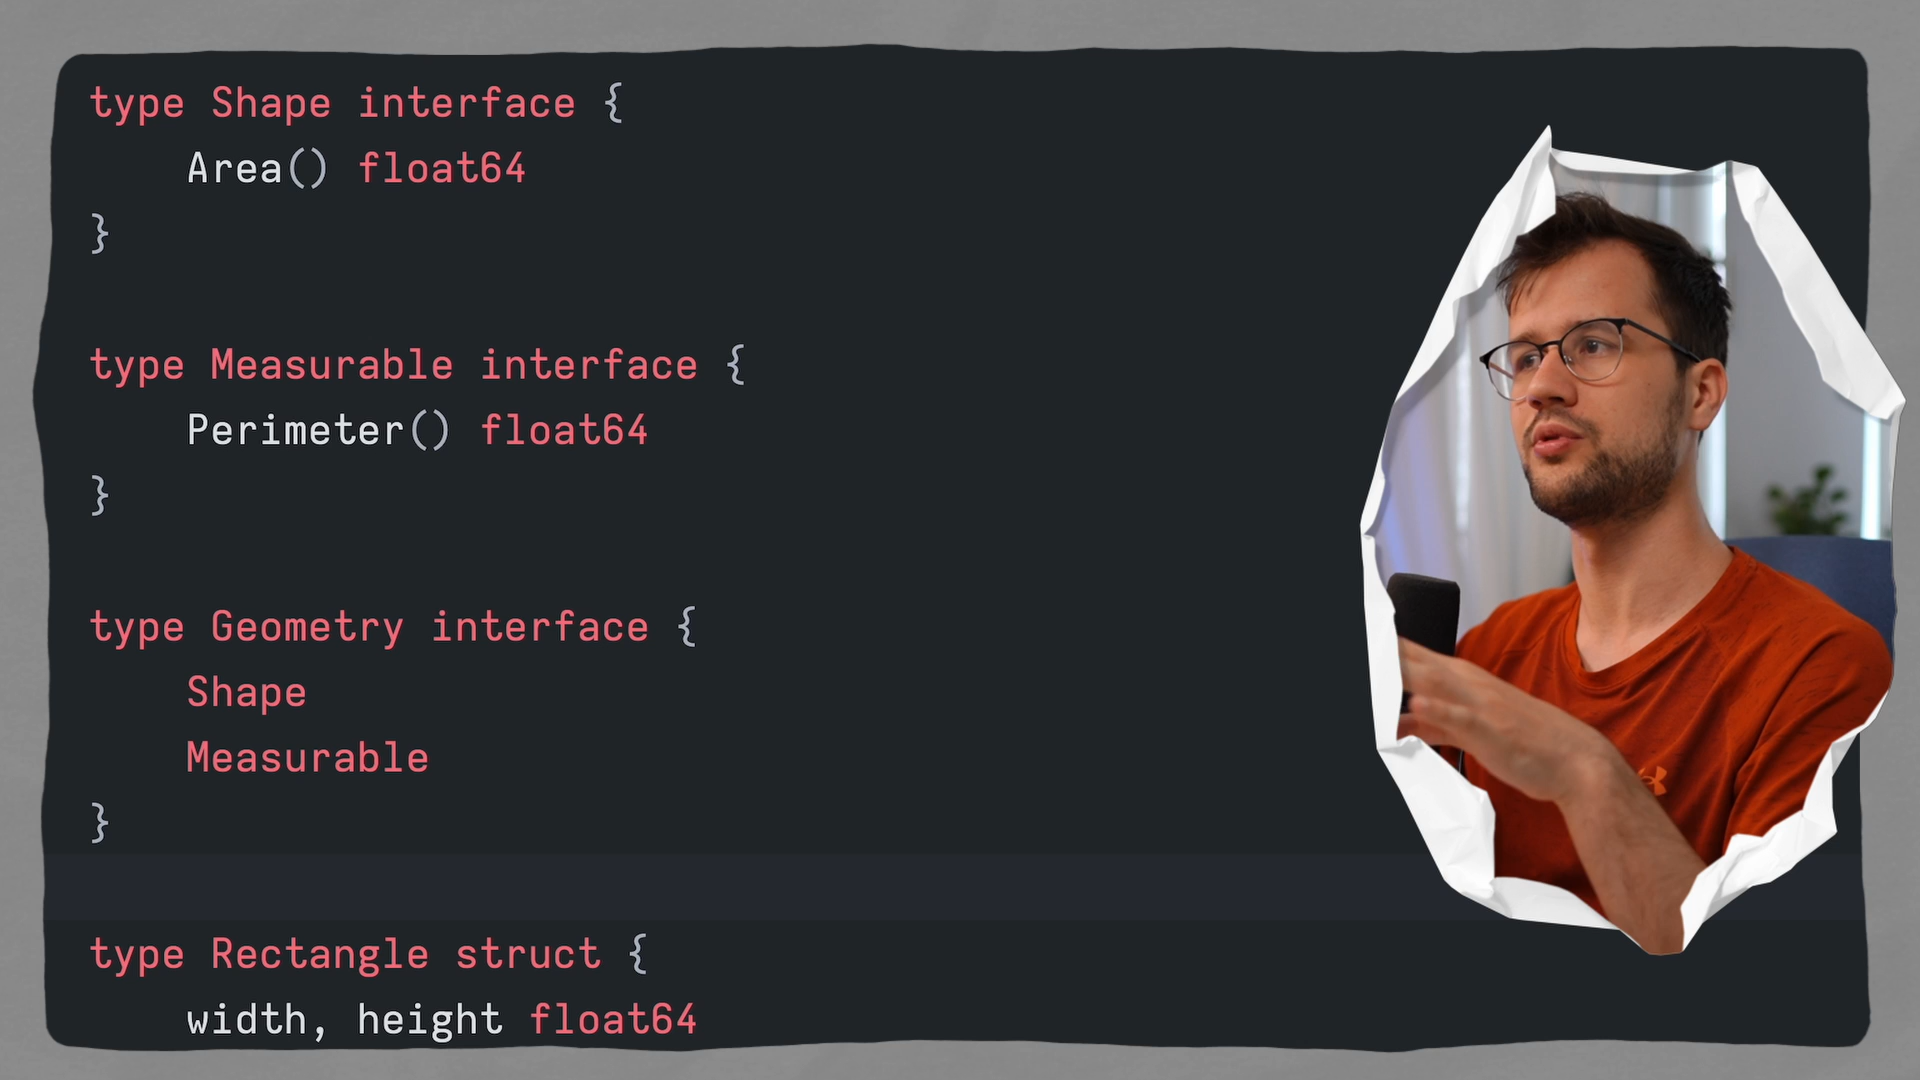 type Shape interface {
    Area() float64
}
type Measurable interface {
    Perimeter() float64
}
type Geometry interface {
    Shape
    Measurable
}
type Rectangle struct {
    width, height float64